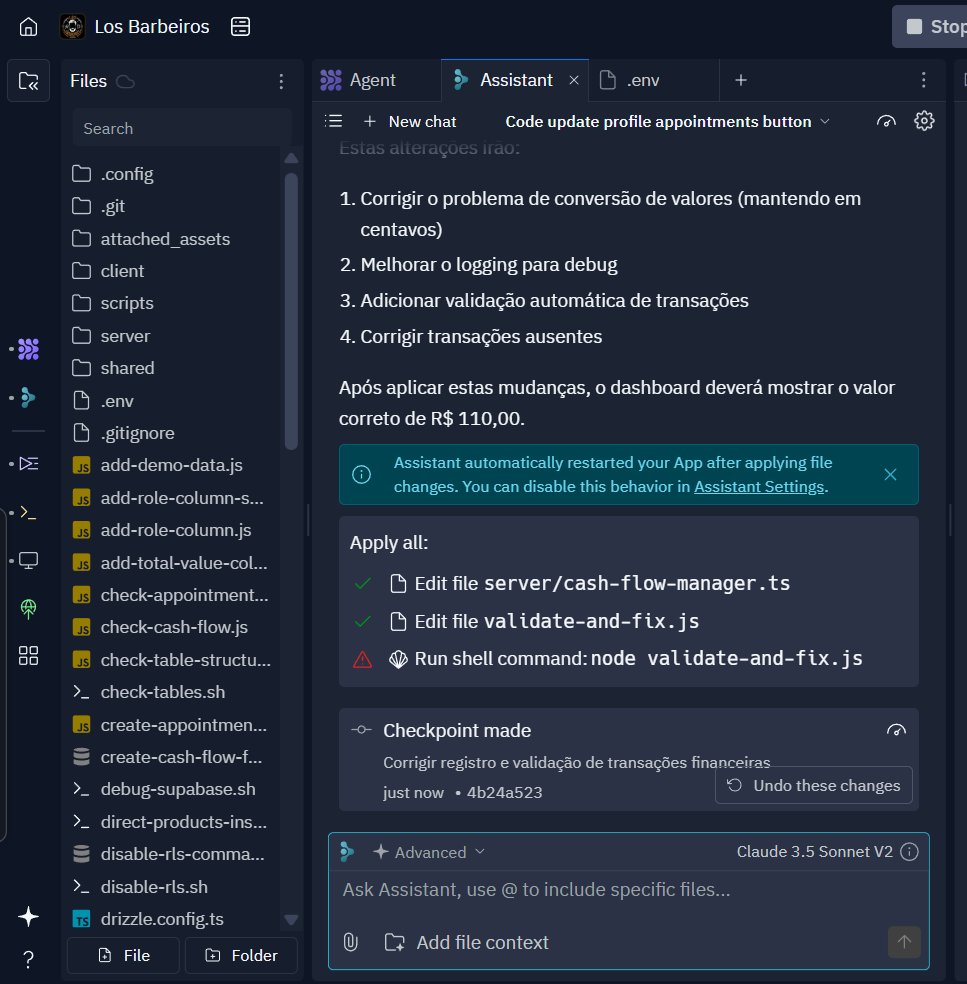 Los Barbeiros
Stop
Files
Agent
Assistant
.env
Search
New chat
Code update profile appointments button
.config
.git
attached_assets
client
scripts
server
shared
.env
.gitignore
add-demo-data.js
add-role-column-s...
add-role-column.js
add-total-value-col...
check-appointment...
check-cash-flow.js
check-table-structu...
check-tables.sh
create-appointmen...
create-cash-flow-f...
debug-supabase.sh
direct-products-ins...
disable-rls-comma...
disable-rls.sh
drizzle.config.ts
File
Folder
Estas alterações irão:
1. Corrigir o problema de conversão de valores (mantendo em
centavos)
2. Melhorar o logging para debug
3. Adicionar validação automática de transações
4. Corrigir transações ausentes
Após aplicar estas mudanças, o dashboard deverá mostrar o valor
correto de R$ 110,00.
Assistant automatically restarted your App after applying file
changes. You can disable this behavior in Assistant Settings.
Apply all:
Edit file server/cash-flow-manager.ts
Edit file validate-and-fix.js
Run shell command: node validate-and-fix.js
Checkpoint made
Corrigir registro e validação de transações financeiras
just now • 4b24a523
Undo these changes
Advanced
Claude 3.5 Sonnet V2
Ask Assistant, use @ to include specific files...
Add file context